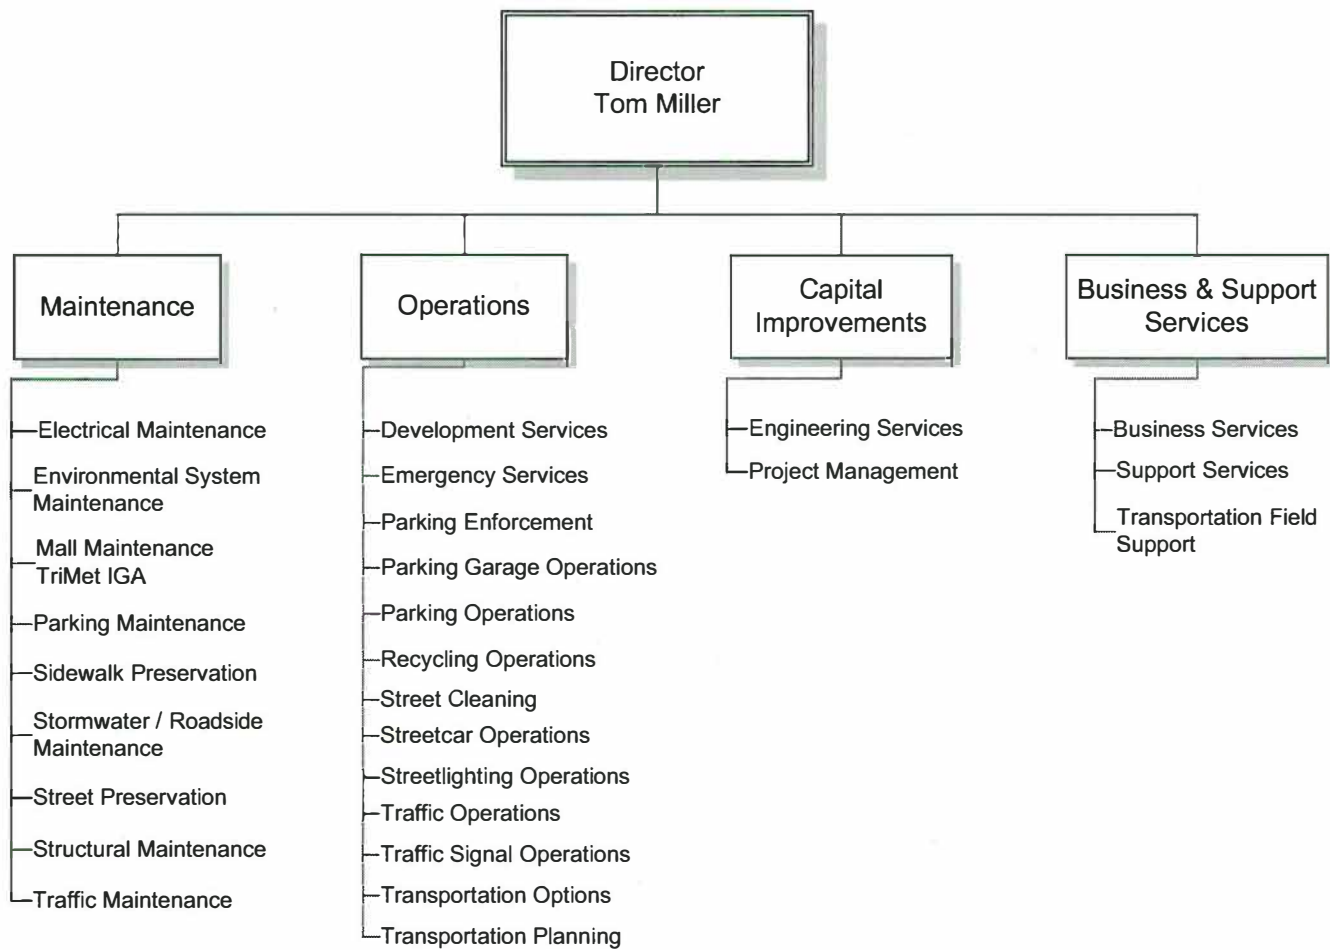 Director
Tom Miller
Maintenance
Operations
Capital
Improvements
Business & Support
Services
Electrical Maintenance
Environmental System
Maintenance
Mall Maintenance
TriMet IGA
Parking Maintenance
Sidewalk Preservation
Stormwater / Roadside
Maintenance
Street Preservation
Structural Maintenance
Traffic Maintenance
Development Services
Emergency Services
Parking Enforcement
Parking Garage Operations
Parking Operations
Recycling Operations
Street Cleaning
Streetcar Operations
Streetlighting Operations
Traffic Operations
Traffic Signal Operations
Transportation Options
Transportation Planning
Engineering Services
Project Management
Business Services
Support Services
Transportation Field
Support